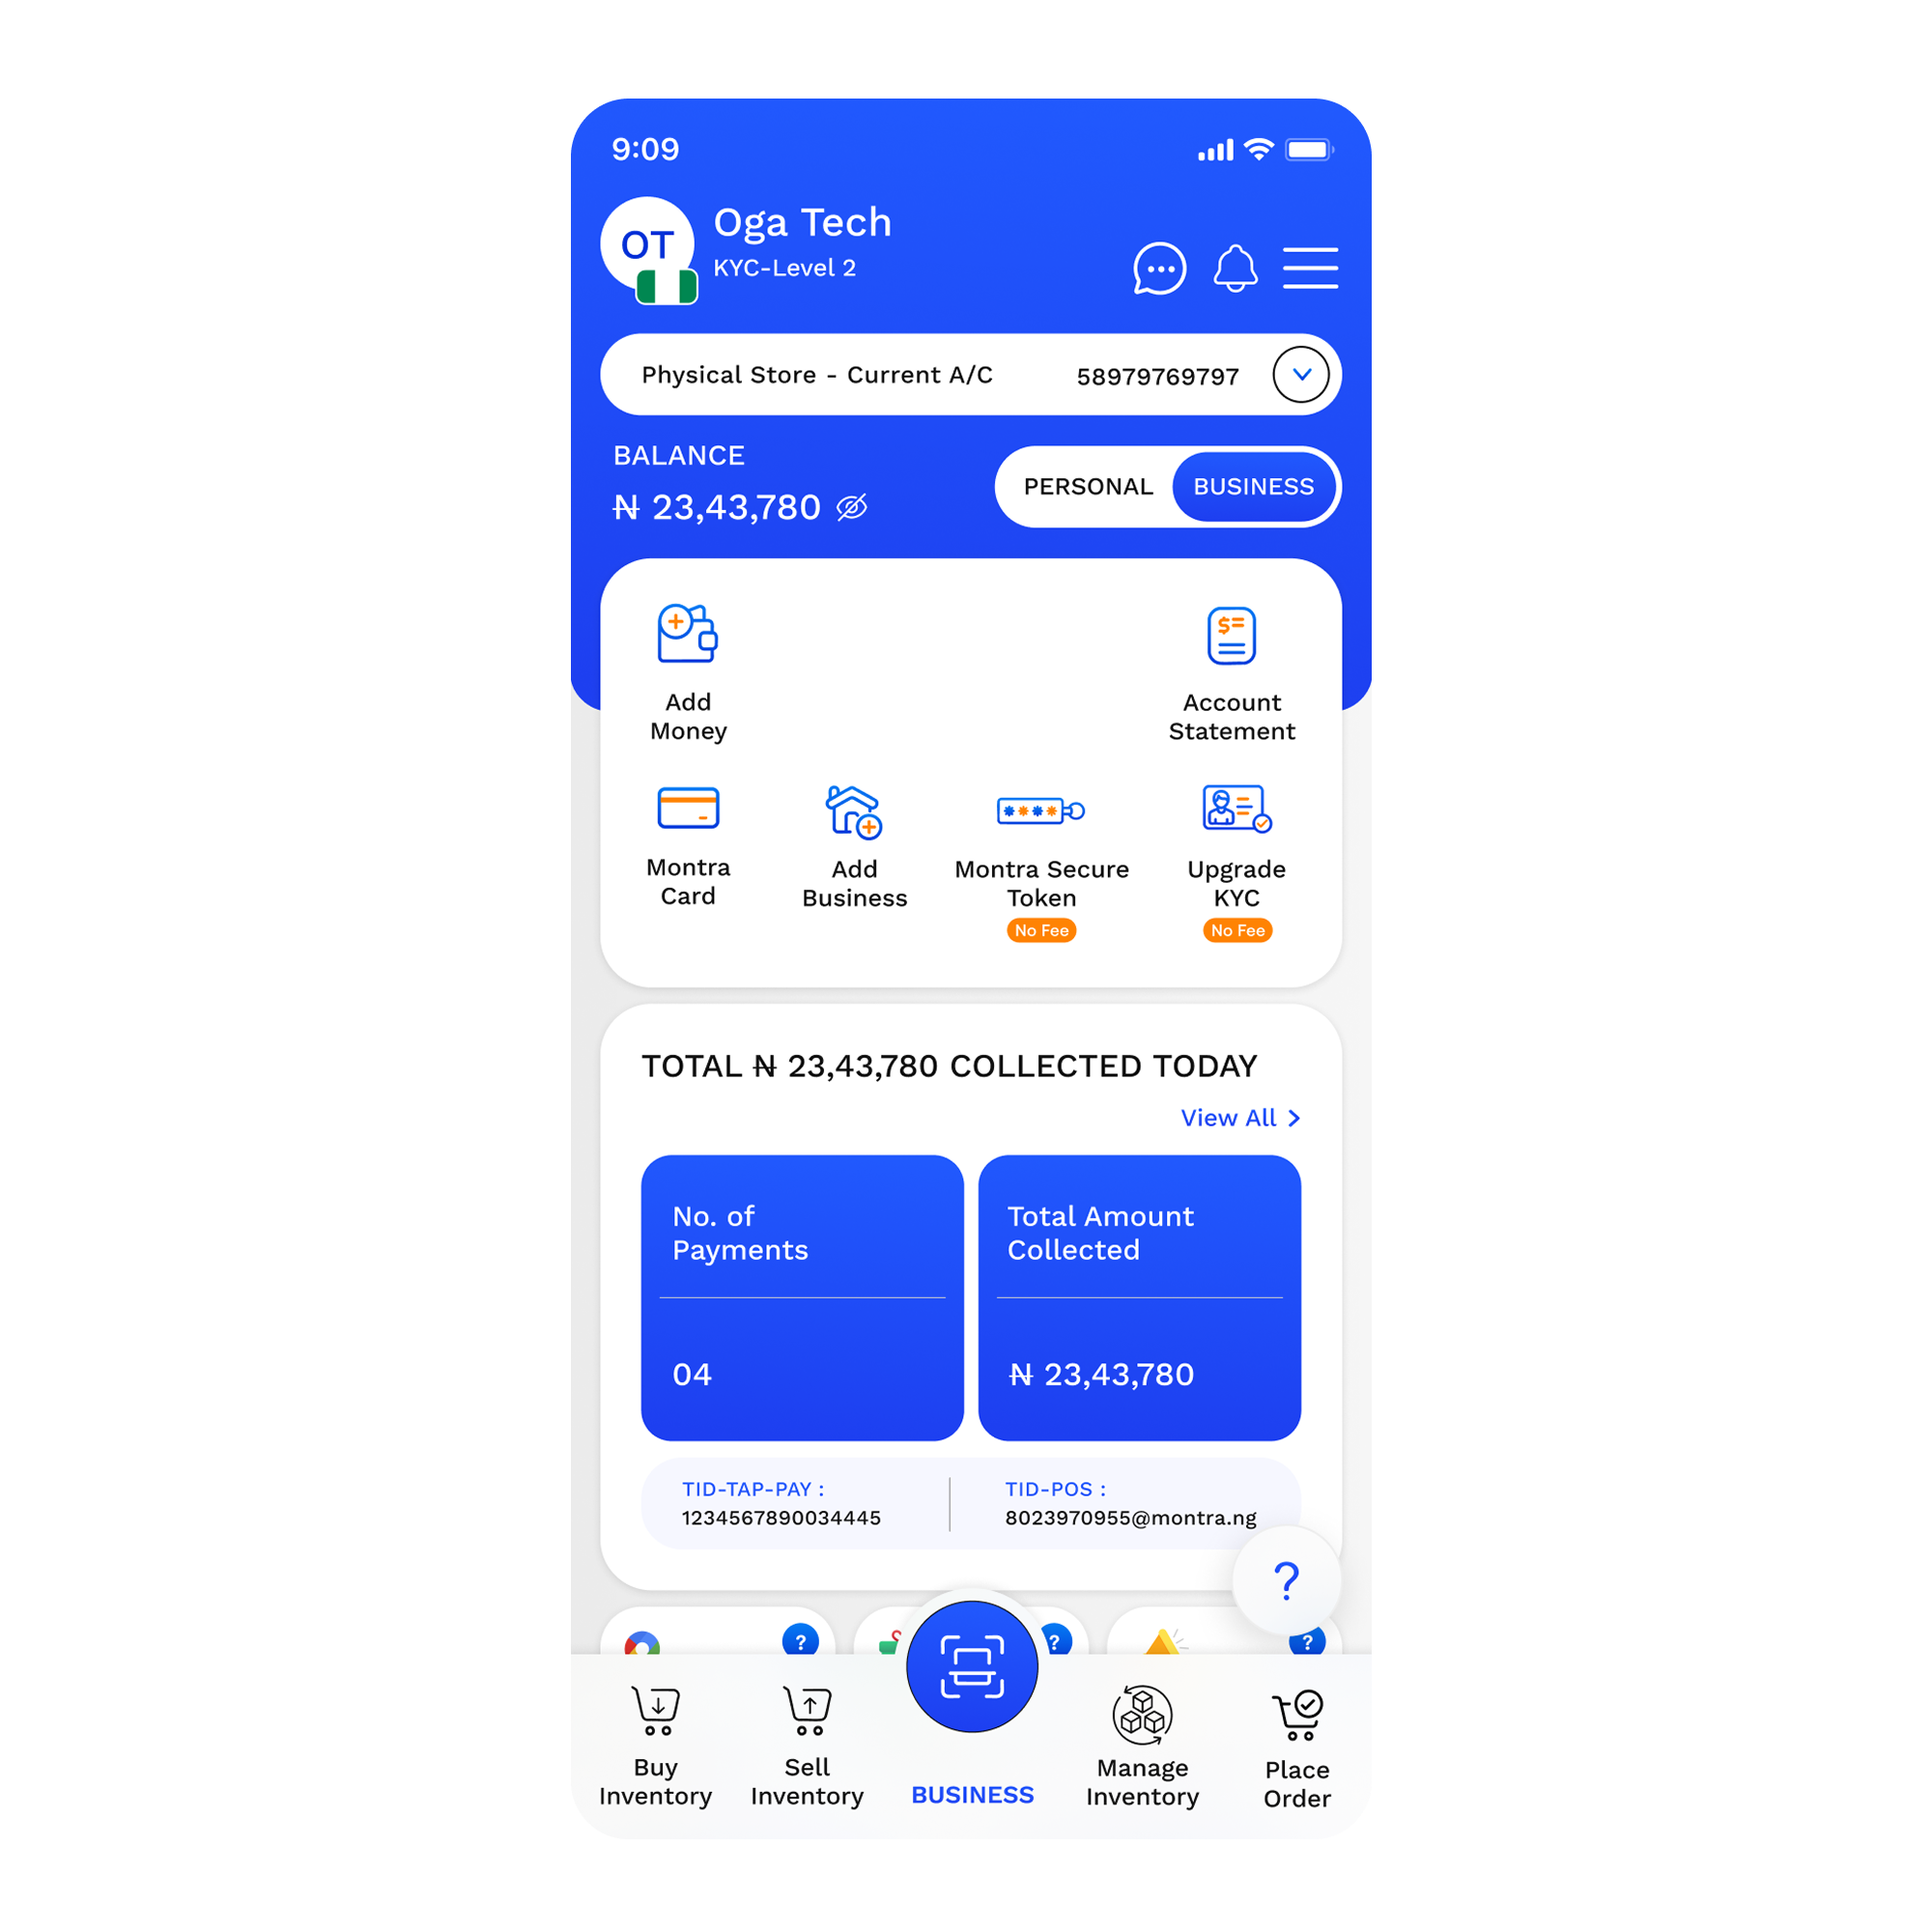 9:09
OT
Oga Tech
KYC-Level 2
Physical Store - Current A/C 58979769797
BALANCE
₦ 23,43,780
PERSONAL BUSINESS
Add
Money
Account
Statement
Montra
Card
Add
Business
Montra Secure
Token
No Fee
Upgrade
KYC
No Fee
TOTAL ₦ 23,43,780 COLLECTED TODAY
View All >
No. of
Payments
04
Total Amount
Collected
₦ 23,43,780
TID-TAP-PAY :
1234567890034445
TID-POS :
8023970955@montra.ng
?
?
?
?
Buy
Inventory
Sell
Inventory
BUSINESS
Manage
Inventory
Place
Order